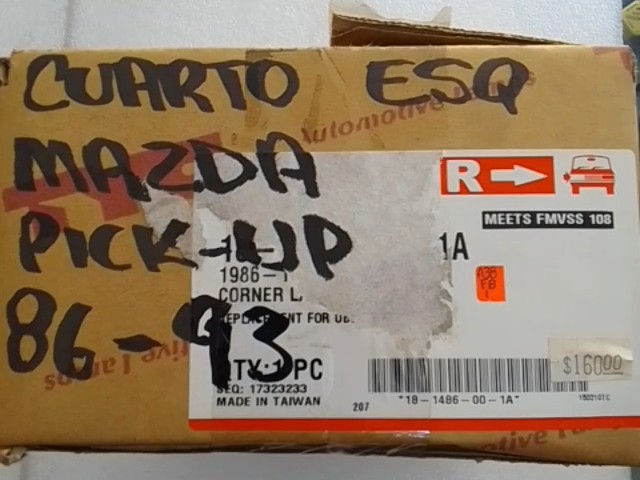 CUARTO ESQ
Automotive Lamps
MAZDA
R
MEETS FMVSS 108
PICK-UP
1A
1986-
CORNER
FOR
86-93
QTY: 1 PC
$160.00
SEQ: 17323233
MADE IN TAIWAN
207
*18-1486-00-1A*